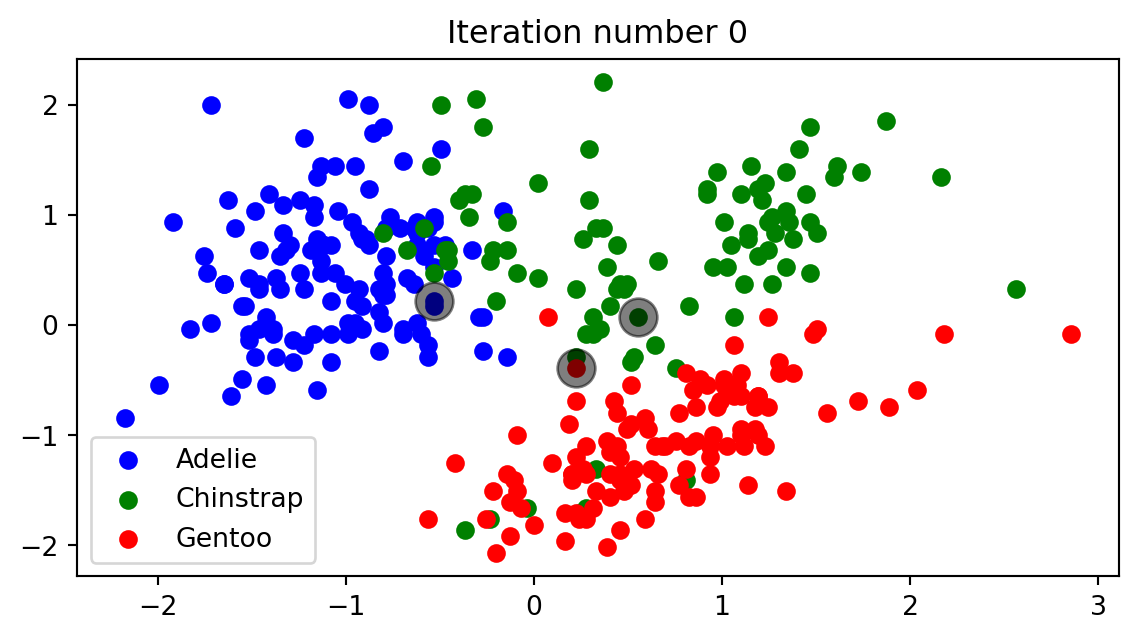 Iteration number 0
2
1
0
−1
−2
Adelie
Chinstrap
Gentoo
−2 −1 0 1 2 3